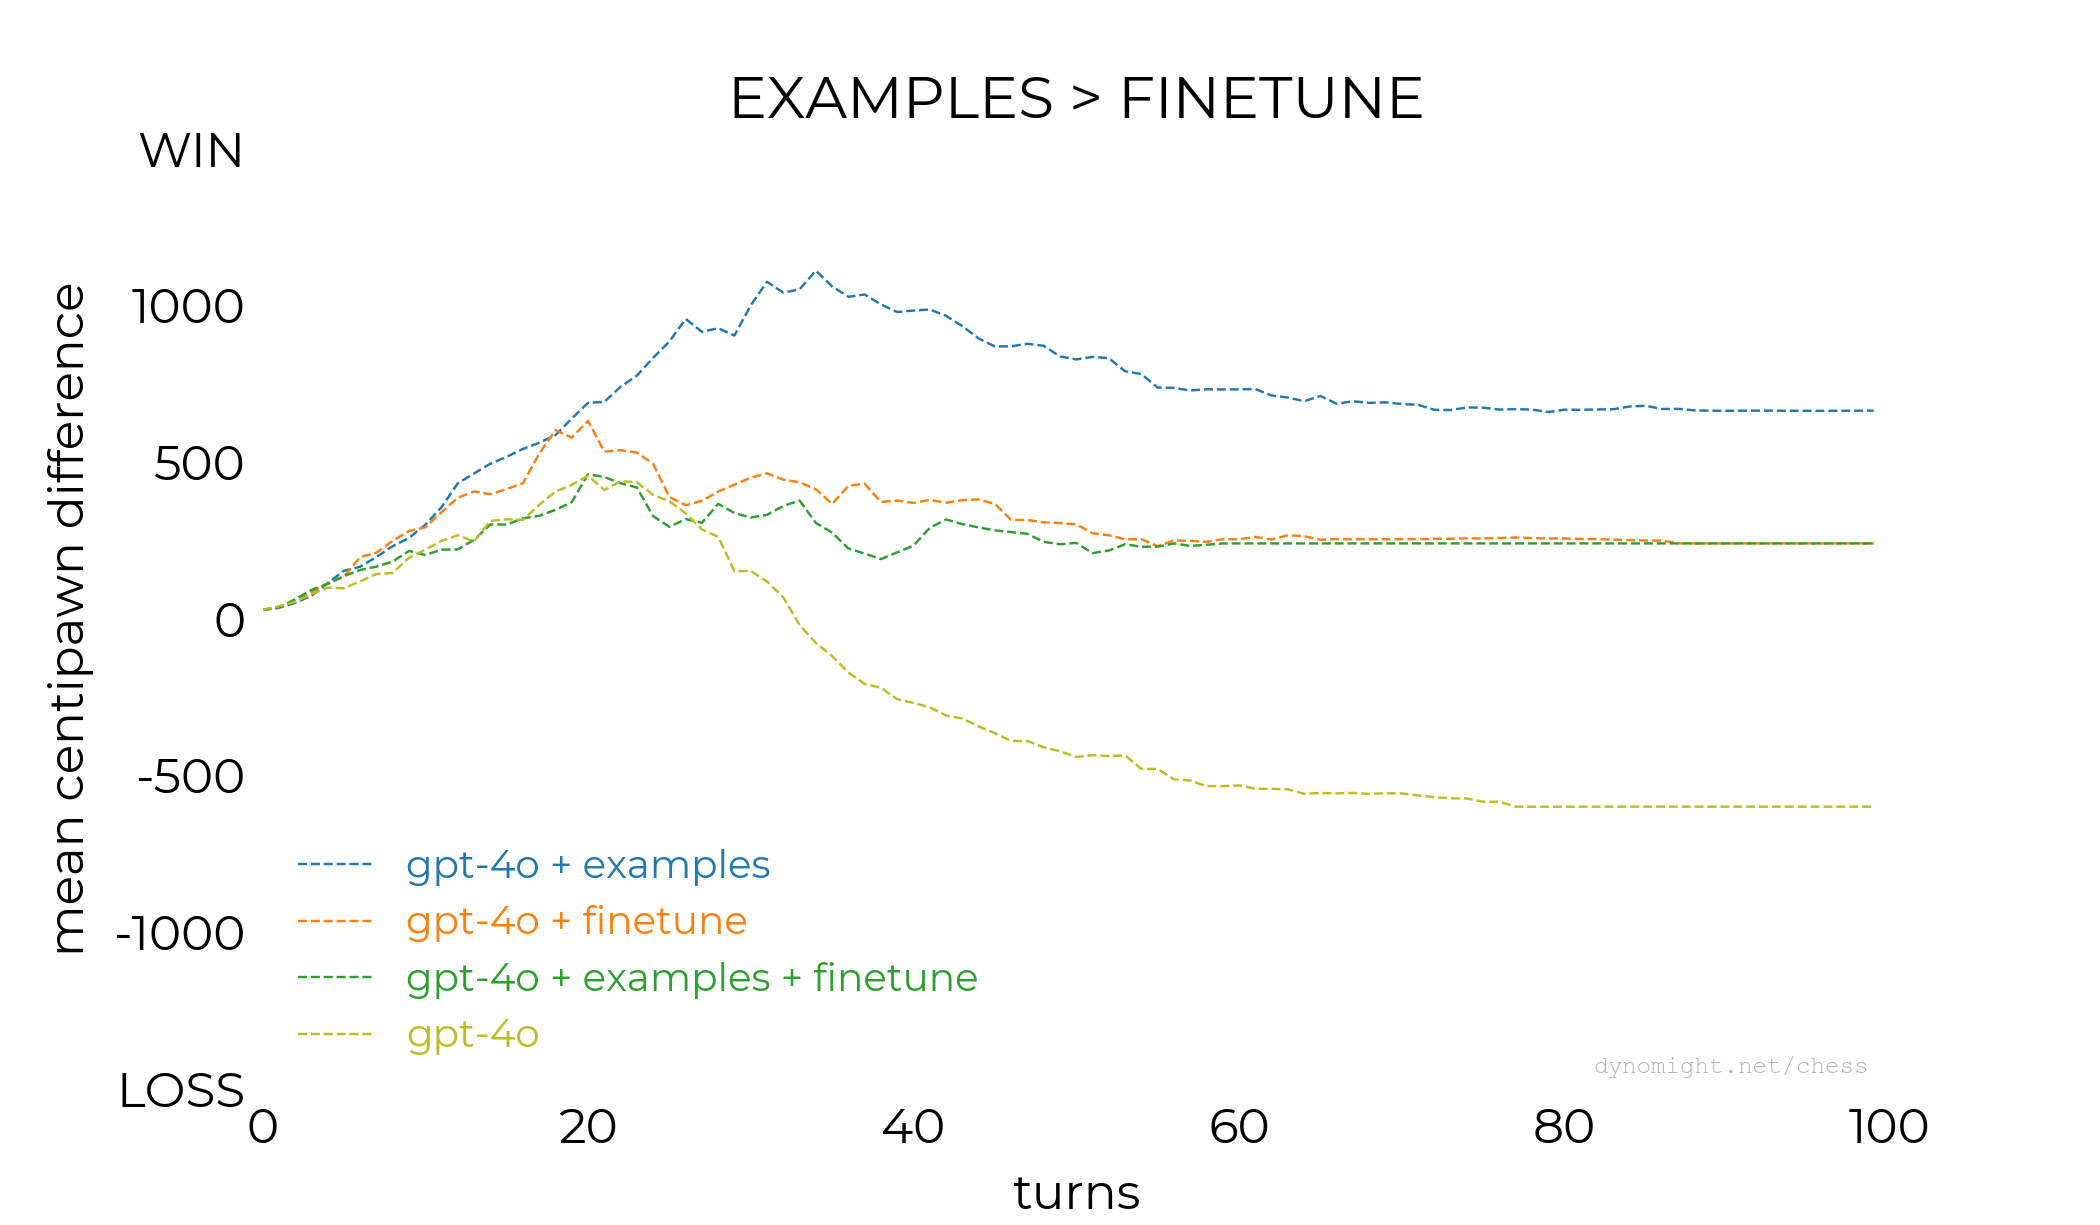 EXAMPLES > FINETUNE
WIN
1000
500
0
-500
-1000
LOSS
mean centipawn difference
gpt-4o + examples
gpt-4o + finetune
gpt-4o + examples + finetune
gpt-4o
dynomight.net/chess
0 20 40 60 80 100
turns